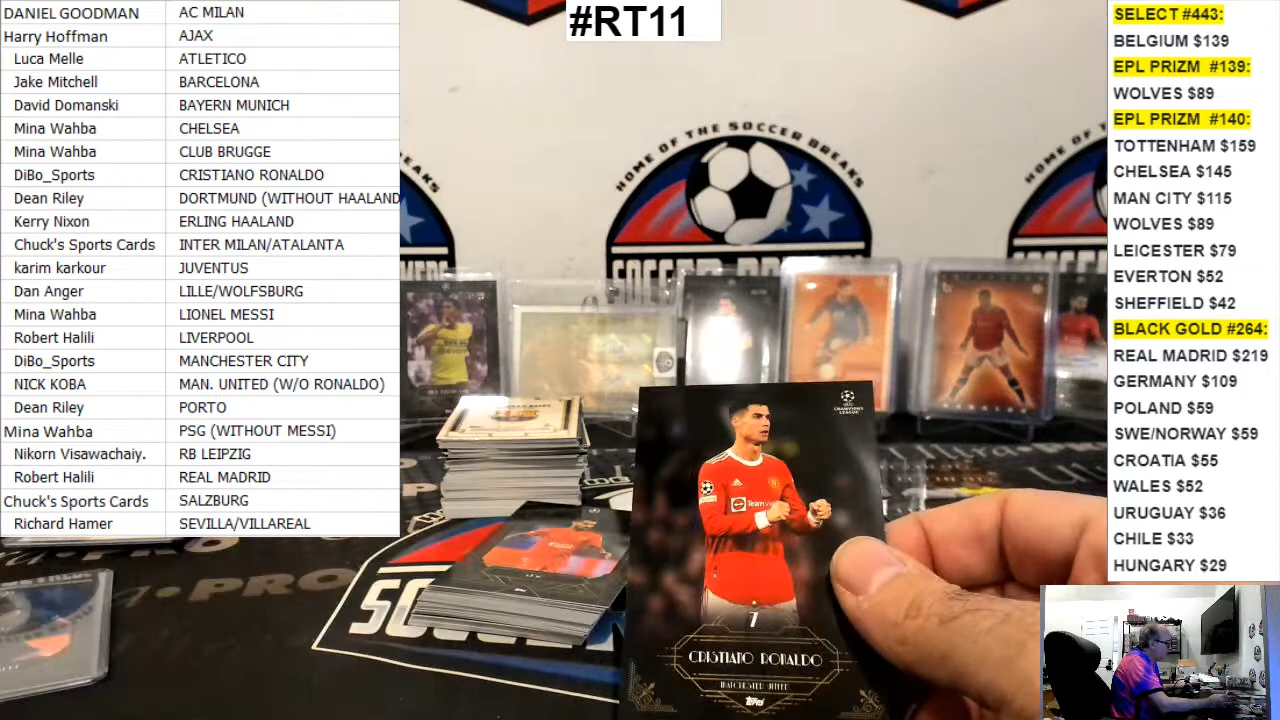 DANIEL GOODMAN AC MILAN
Harry Hoffman AJAX
Luca Melle ATLETICO
Jake Mitchell BARCELONA
David Domanski BAYERN MUNICH
Mina Wahba CHELSEA
Mina Wahba CLUB BRUGGE
DiBo_Sports CRISTIANO RONALDO
Dean Riley DORTMUND (WITHOUT HAALAND
Kerry Nixon ERLING HAALAND
Chuck's Sports Cards INTER MILAN/ATALANTA
karim karkour JUVENTUS
Dan Anger LILLE/WOLFSBURG
Mina Wahba LIONEL MESSI
Robert Halili LIVERPOOL
DiBo_Sports MANCHESTER CITY
NICK KOBA MAN. UNITED (W/O RONALDO)
Dean Riley PORTO
Mina Wahba PSG (WITHOUT MESSI)
Nikorn Visawachaiy. RB LEIPZIG
Robert Halili REAL MADRID
Chuck's Sports Cards SALZBURG
Richard Hamer SEVILLA/VILLAREAL
#RT11
HOME OF THE SOCCER BREAKS
CHAMPIONS
LEAGUE
7
CRISTIANO RONALDO
MANCHESTER UNITED
Topps
SELECT #443:
BELGIUM $139
EPL PRIZM #139:
WOLVES $89
EPL PRIZM #140:
TOTTENHAM $159
CHELSEA $145
MAN CITY $115
WOLVES $89
LEICESTER $79
EVERTON $52
SHEFFIELD $42
BLACK GOLD #264:
REAL MADRID $219
GERMANY $109
POLAND $59
SWE/NORWAY $59
CROATIA $55
WALES $52
URUGUAY $36
CHILE $33
HUNGARY $29